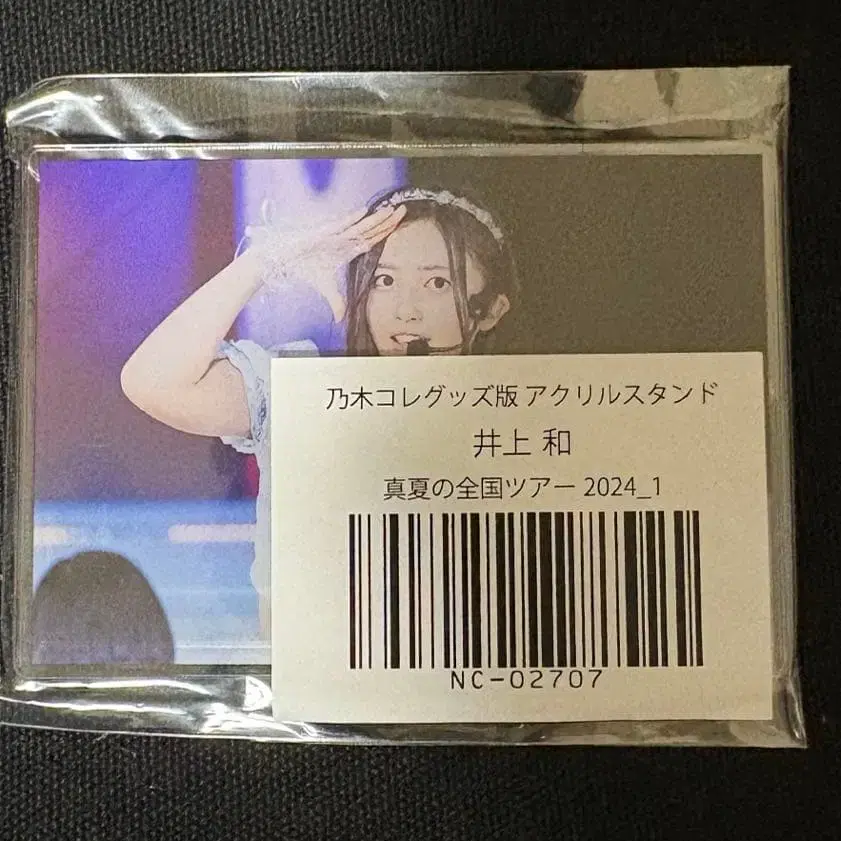 乃木コレグッズ版 アクリルスタンド
井上 和
真夏の全国ツアー 2024_1
NC-02707